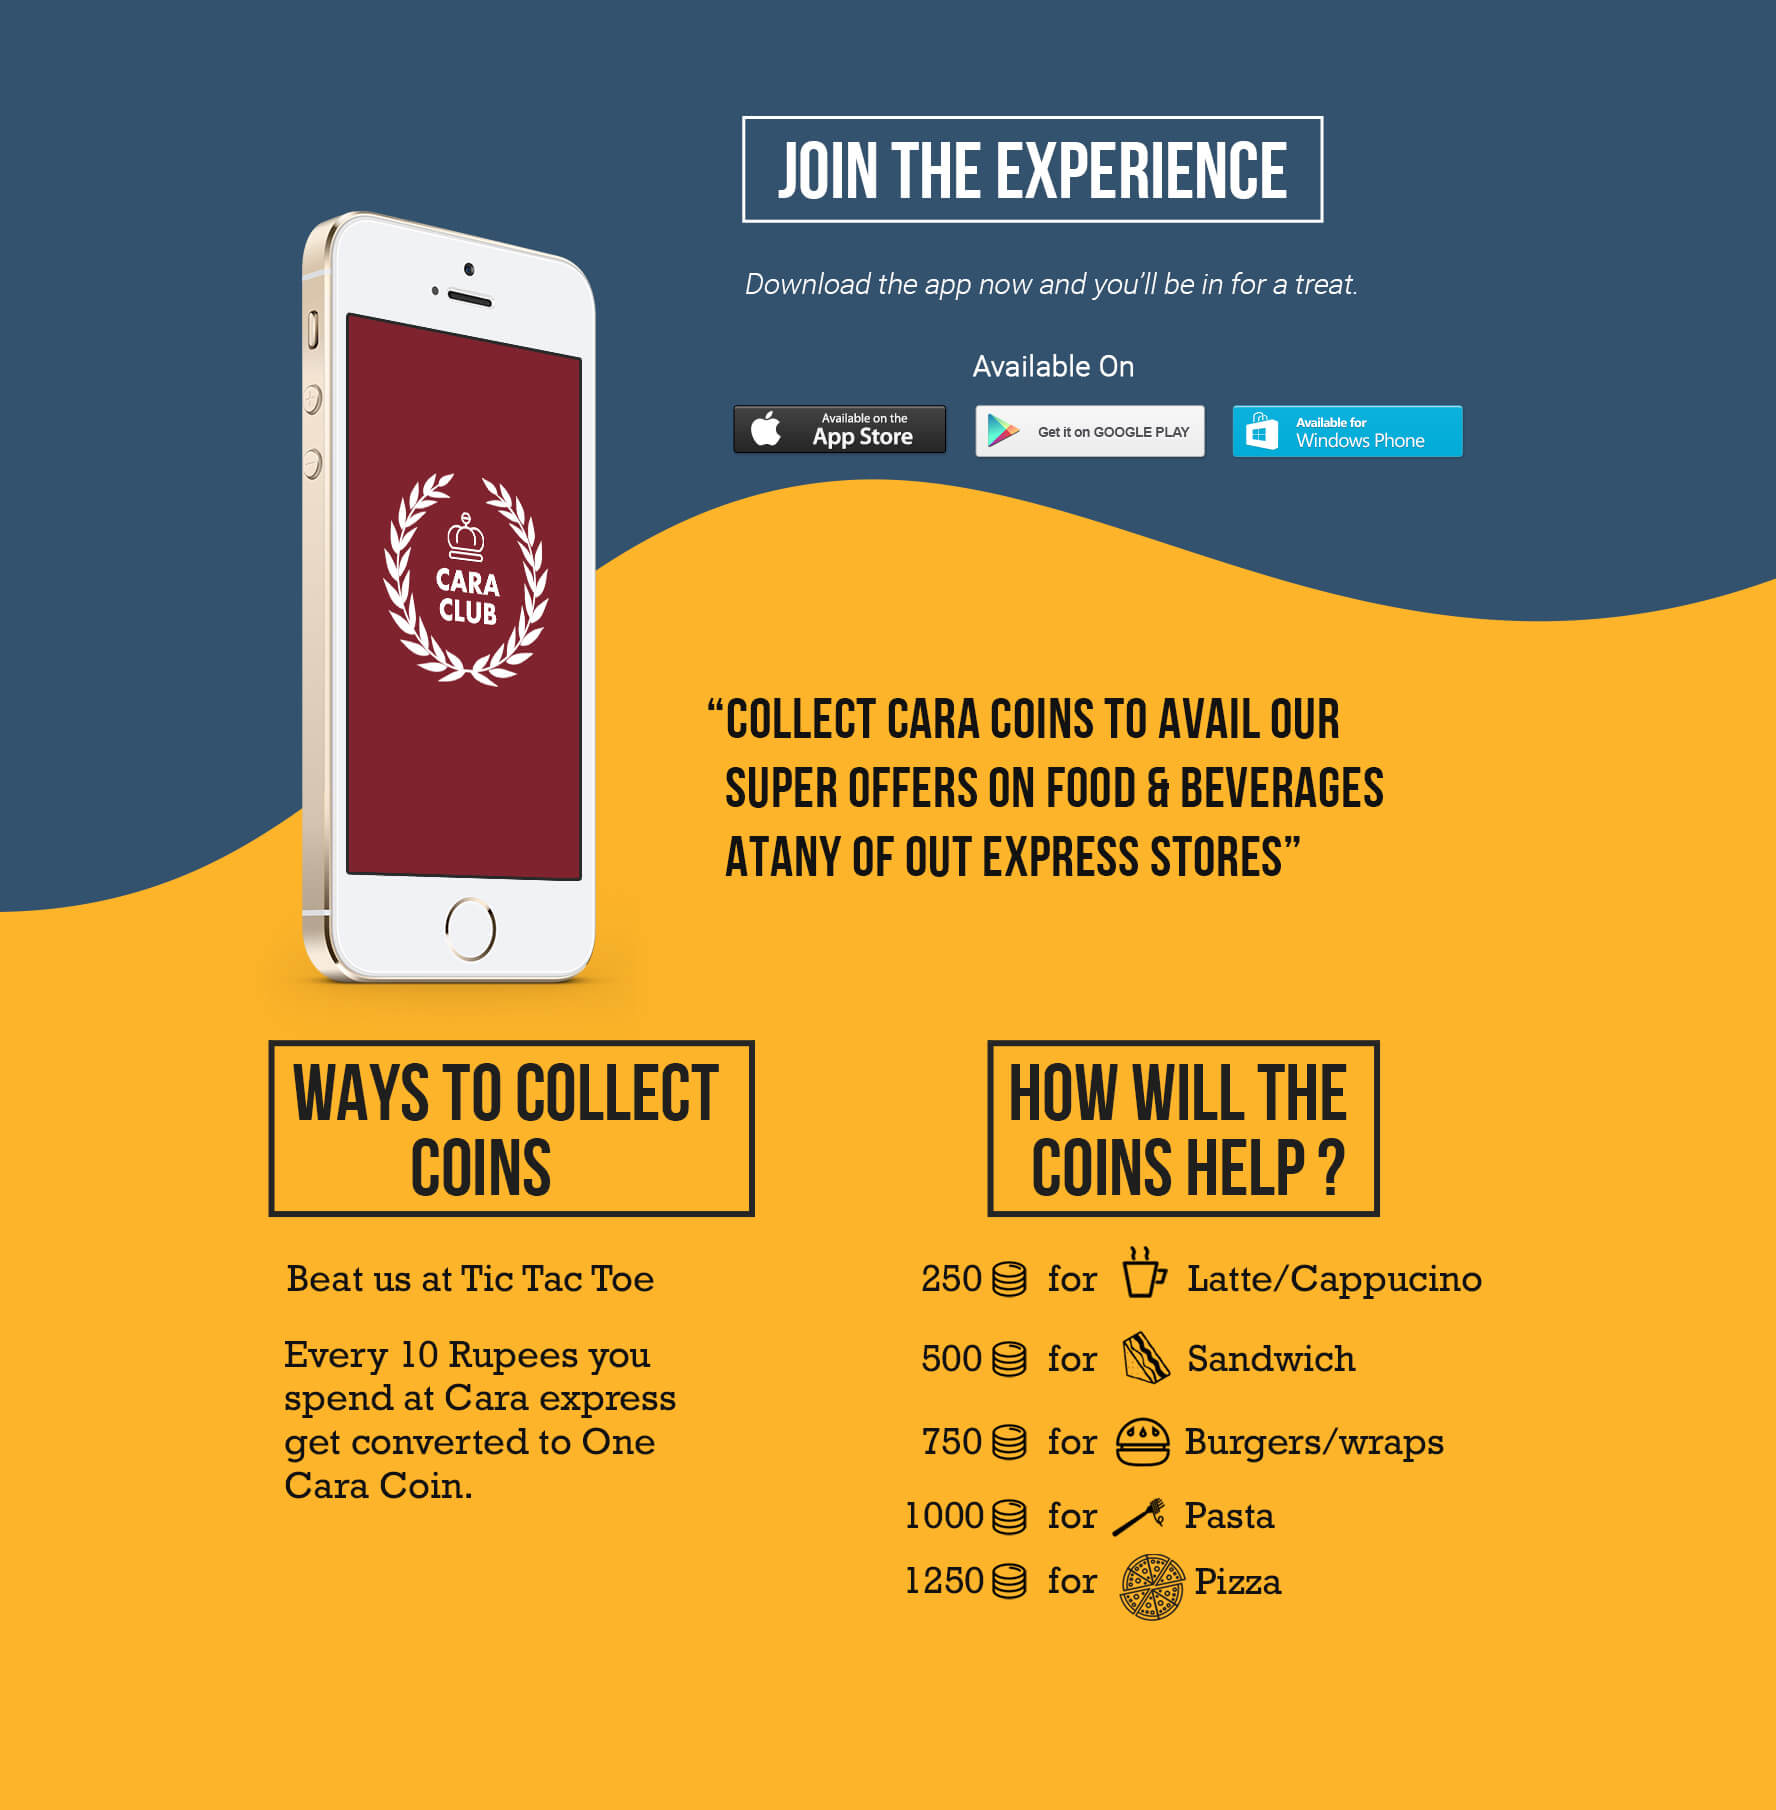 JOIN THE EXPERIENCE
Download the app now and you'll be in for a treat.
Available On
Available on the
App Store
Get it on GOOGLE PLAY
Available for
Windows Phone
CARA
CLUB
“COLLECT CARA COINS TO AVAIL OUR
SUPER OFFERS ON FOOD & BEVERAGES
ATANY OF OUT EXPRESS STORES”
WAYS TO COLLECT
COINS
Beat us at Tic Tac Toe
Every 10 Rupees you
spend at Cara express
get converted to One
Cara Coin.
HOW WILL THE
COINS HELP ?
250 for Latte/Cappucino
500 for Sandwich
750 for Burgers/wraps
1000 for Pasta
1250 for Pizza